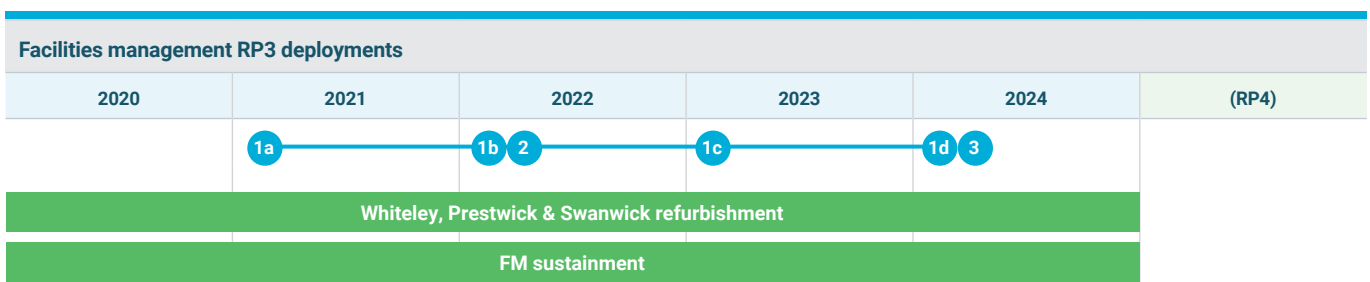 Facilities management RP3 deployments
2020 2021 2022 2023 2024 (RP4)
1a 1b 2 1c 1d 3
Whiteley, Prestwick & Swanwick refurbishment
FM sustainment